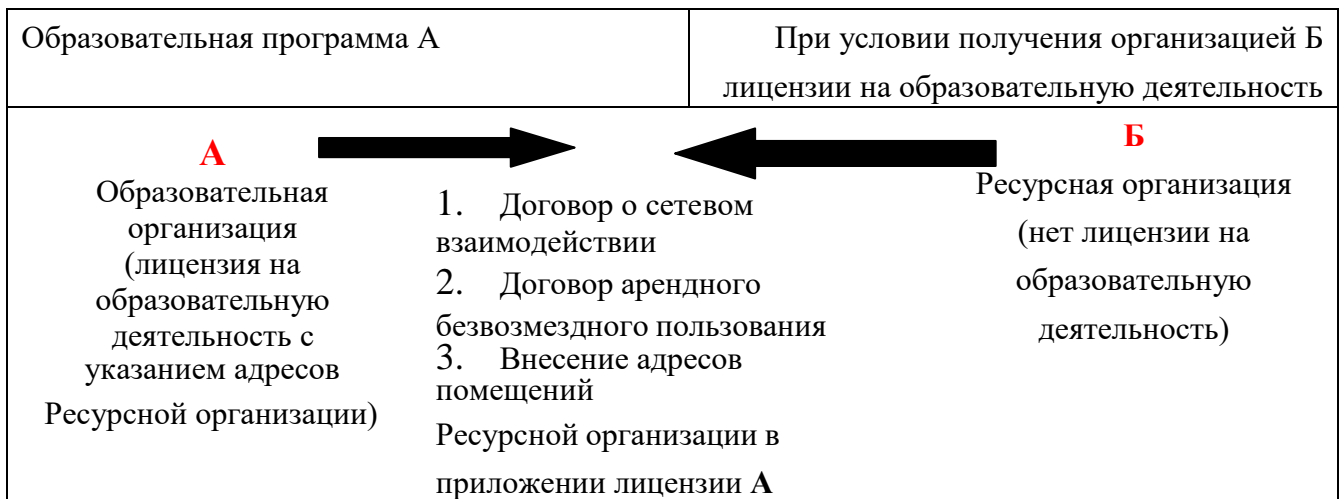 Образовательная программа А
При условии получения организацией Б
лицензии на образовательную деятельность
А
Образовательная
организация
(лицензия на
образовательную
деятельность с
указанием адресов
Ресурсной организации)
1. Договор о сетевом
взаимодействии
2. Договор арендного
безвозмездного пользования
3. Внесение адресов
помещений
Ресурсной организации в
приложении лицензии А
Б
Ресурсная организация
(нет лицензии на
образовательную
деятельность)